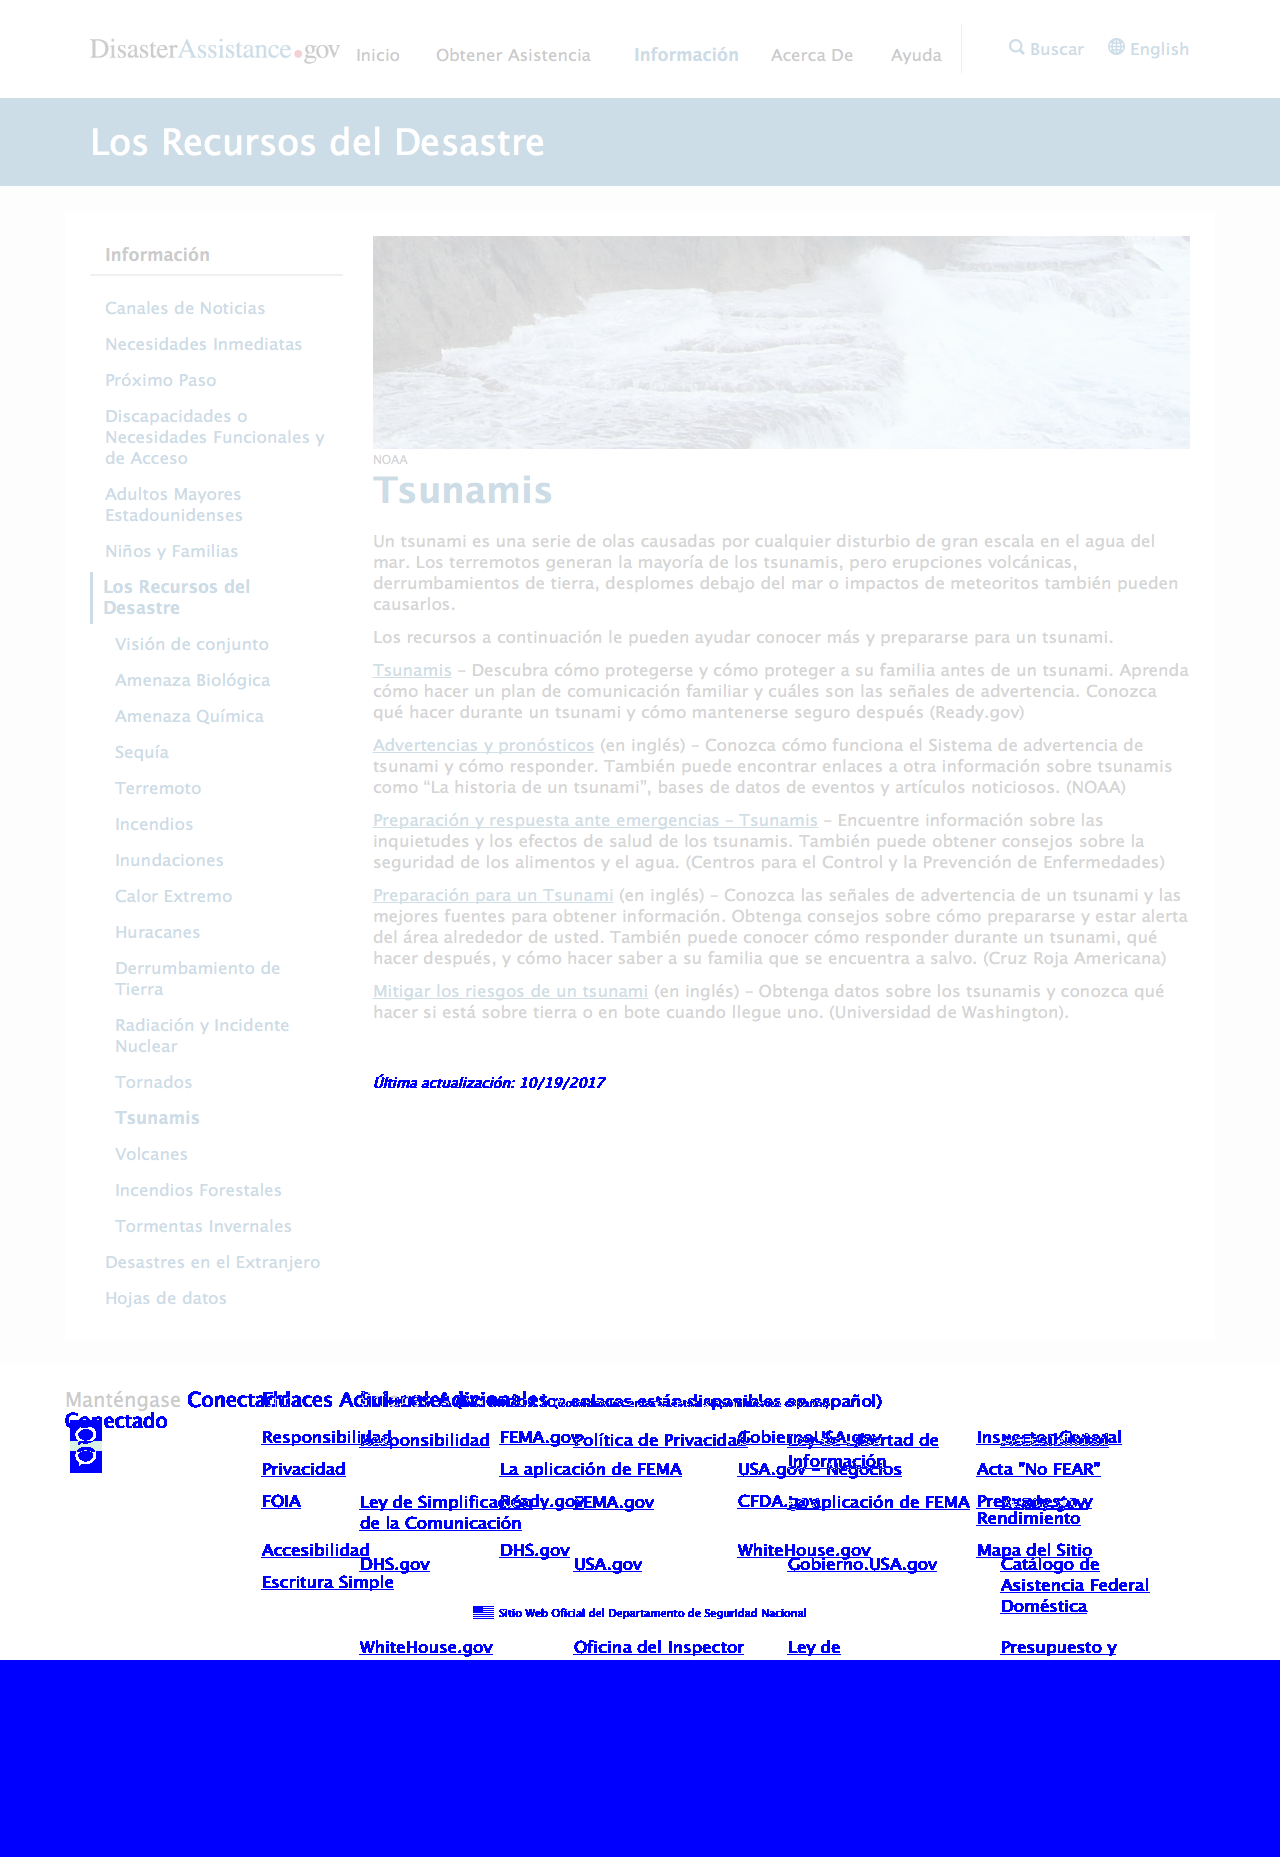 DisasterAssistance.gov
Inicio
Obtener Asistencia
Información
Acerca De
Ayuda
Buscar
English
Los Recursos del Desastre
Información
Canales de Noticias
Necesidades Inmediatas
Próximo Paso
Discapacidades o
Necesidades Funcionales y
de Acceso
Adultos Mayores
Estadounidenses
Niños y Familias
Los Recursos del
Desastre
Visión de conjunto
Amenaza Biológica
Amenaza Química
Sequía
Terremoto
Incendios
Inundaciones
Calor Extremo
Huracanes
Derrumbamiento de
Tierra
Radiación y Incidente
Nuclear
Tornados
Tsunamis
Volcanes
Incendios Forestales
Tormentas Invernales
Desastres en el Extranjero
Hojas de datos
NOAA
Tsunamis
Un tsunami es una serie de olas causadas por cualquier disturbio de gran escala en el agua del
mar. Los terremotos generan la mayoría de los tsunamis, pero erupciones volcánicas,
derrumbamientos de tierra, desplomes debajo del mar o impactos de meteoritos también pueden
causarlos.
Los recursos a continuación le pueden ayudar conocer más y prepararse para un tsunami.
Tsunamis – Descubra cómo protegerse y cómo proteger a su familia antes de un tsunami. Aprenda
cómo hacer un plan de comunicación familiar y cuáles son las señales de advertencia. Conozca
qué hacer durante un tsunami y cómo mantenerse seguro después (Ready.gov)
Advertencias y pronósticos (en inglés) – Conozca cómo funciona el Sistema de advertencia de
tsunami y cómo responder. También puede encontrar enlaces a otra información sobre tsunamis
como “La historia de un tsunami”, bases de datos de eventos y artículos noticiosos. (NOAA)
Preparación y respuesta ante emergencias – Tsunamis – Encuentre información sobre las
inquietudes y los efectos de salud de los tsunamis. También puede obtener consejos sobre la
seguridad de los alimentos y el agua. (Centros para el Control y la Prevención de Enfermedades)
Preparación para un Tsunami (en inglés) – Conozca las señales de advertencia de un tsunami y las
mejores fuentes para obtener información. Obtenga consejos sobre cómo prepararse y estar alerta
del área alrededor de usted. También puede conocer cómo responder durante un tsunami, qué
hacer después, y cómo hacer saber a su familia que se encuentra a salvo. (Cruz Roja Americana)
Mitigar los riesgos de un tsunami (en inglés) – Obtenga datos sobre los tsunamis y conozca qué
hacer si está sobre tierra o en bote cuando llegue uno. (Universidad de Washington).
Última actualización: 10/19/2017
Manténgase
Conectado
enlaces están disponibles en español)
Responsibilidad
Responsibilidad
FEMA.gov
Política de Privacidad
Gobierno.USA.gov
Ley de Libertad de
Información
Inspector General
Privacidad
La aplicación de FEMA
USA.gov – Negocios
Acta "No FEAR"
FOIA
Ley de Simplificación
de la Comunicación
Ready.gov
FEMA.gov
CFDA.gov
La aplicación de FEMA
Rendimiento
Accesibilidad
DHS.gov
DHS.gov
USA.gov
WhiteHouse.gov
Gobierno.USA.gov
Mapa del Sitio
Catálogo de
Asistencia Federal
Doméstica
Escritura Simple
Sitio Web Oficial del Departamento de Seguridad Nacional
WhiteHouse.gov
Oficina del Inspector
Ley de
Presupuesto y